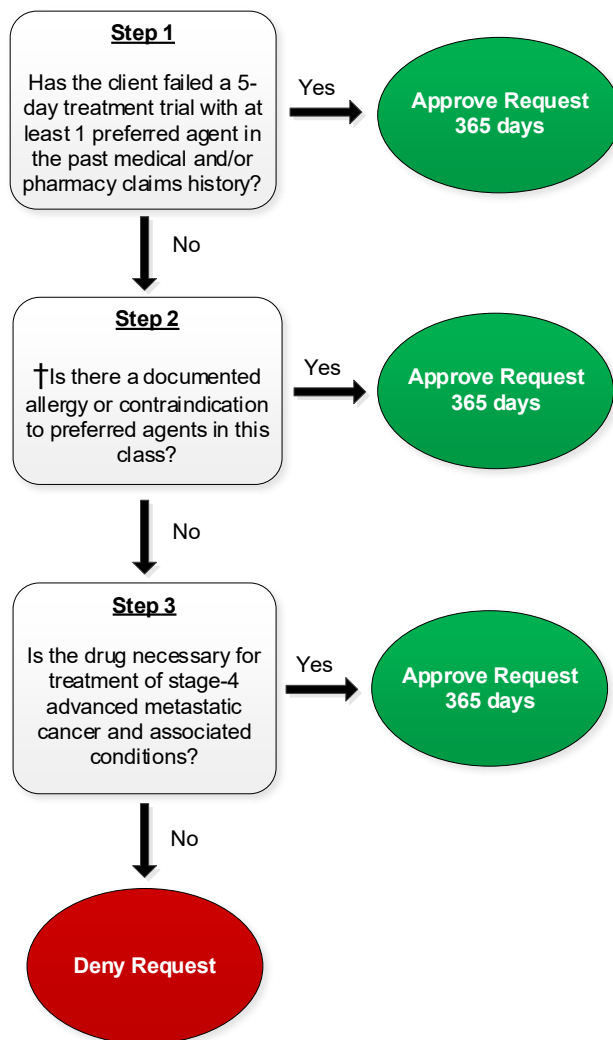 Step 1
Has the client failed a 5-
day treatment trial with at
least 1 preferred agent in
the past medical and/or
pharmacy claims history?
Yes
Approve Request
365 days
No
Step 2
†Is there a documented
allergy or contraindication
to preferred agents in this
class?
Yes
Approve Request
365 days
No
Step 3
Is the drug necessary for
treatment of stage-4
advanced metastatic
cancer and associated
conditions?
Yes
Approve Request
365 days
No
Deny Request